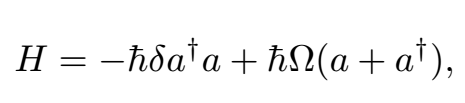 H = −ħδa†a + ħΩ(a + a†),